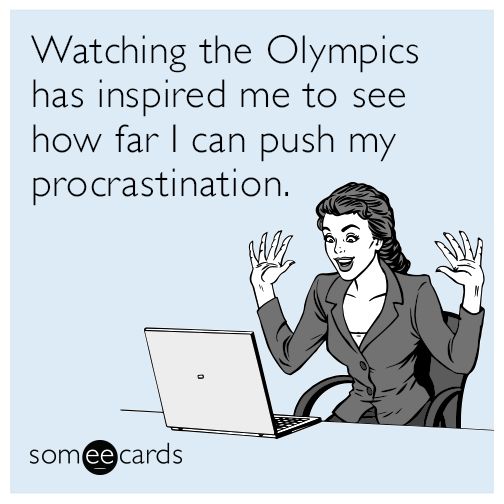 Watching the Olympics
has inspired me to see
how far I can push my
procrastination.
someecards